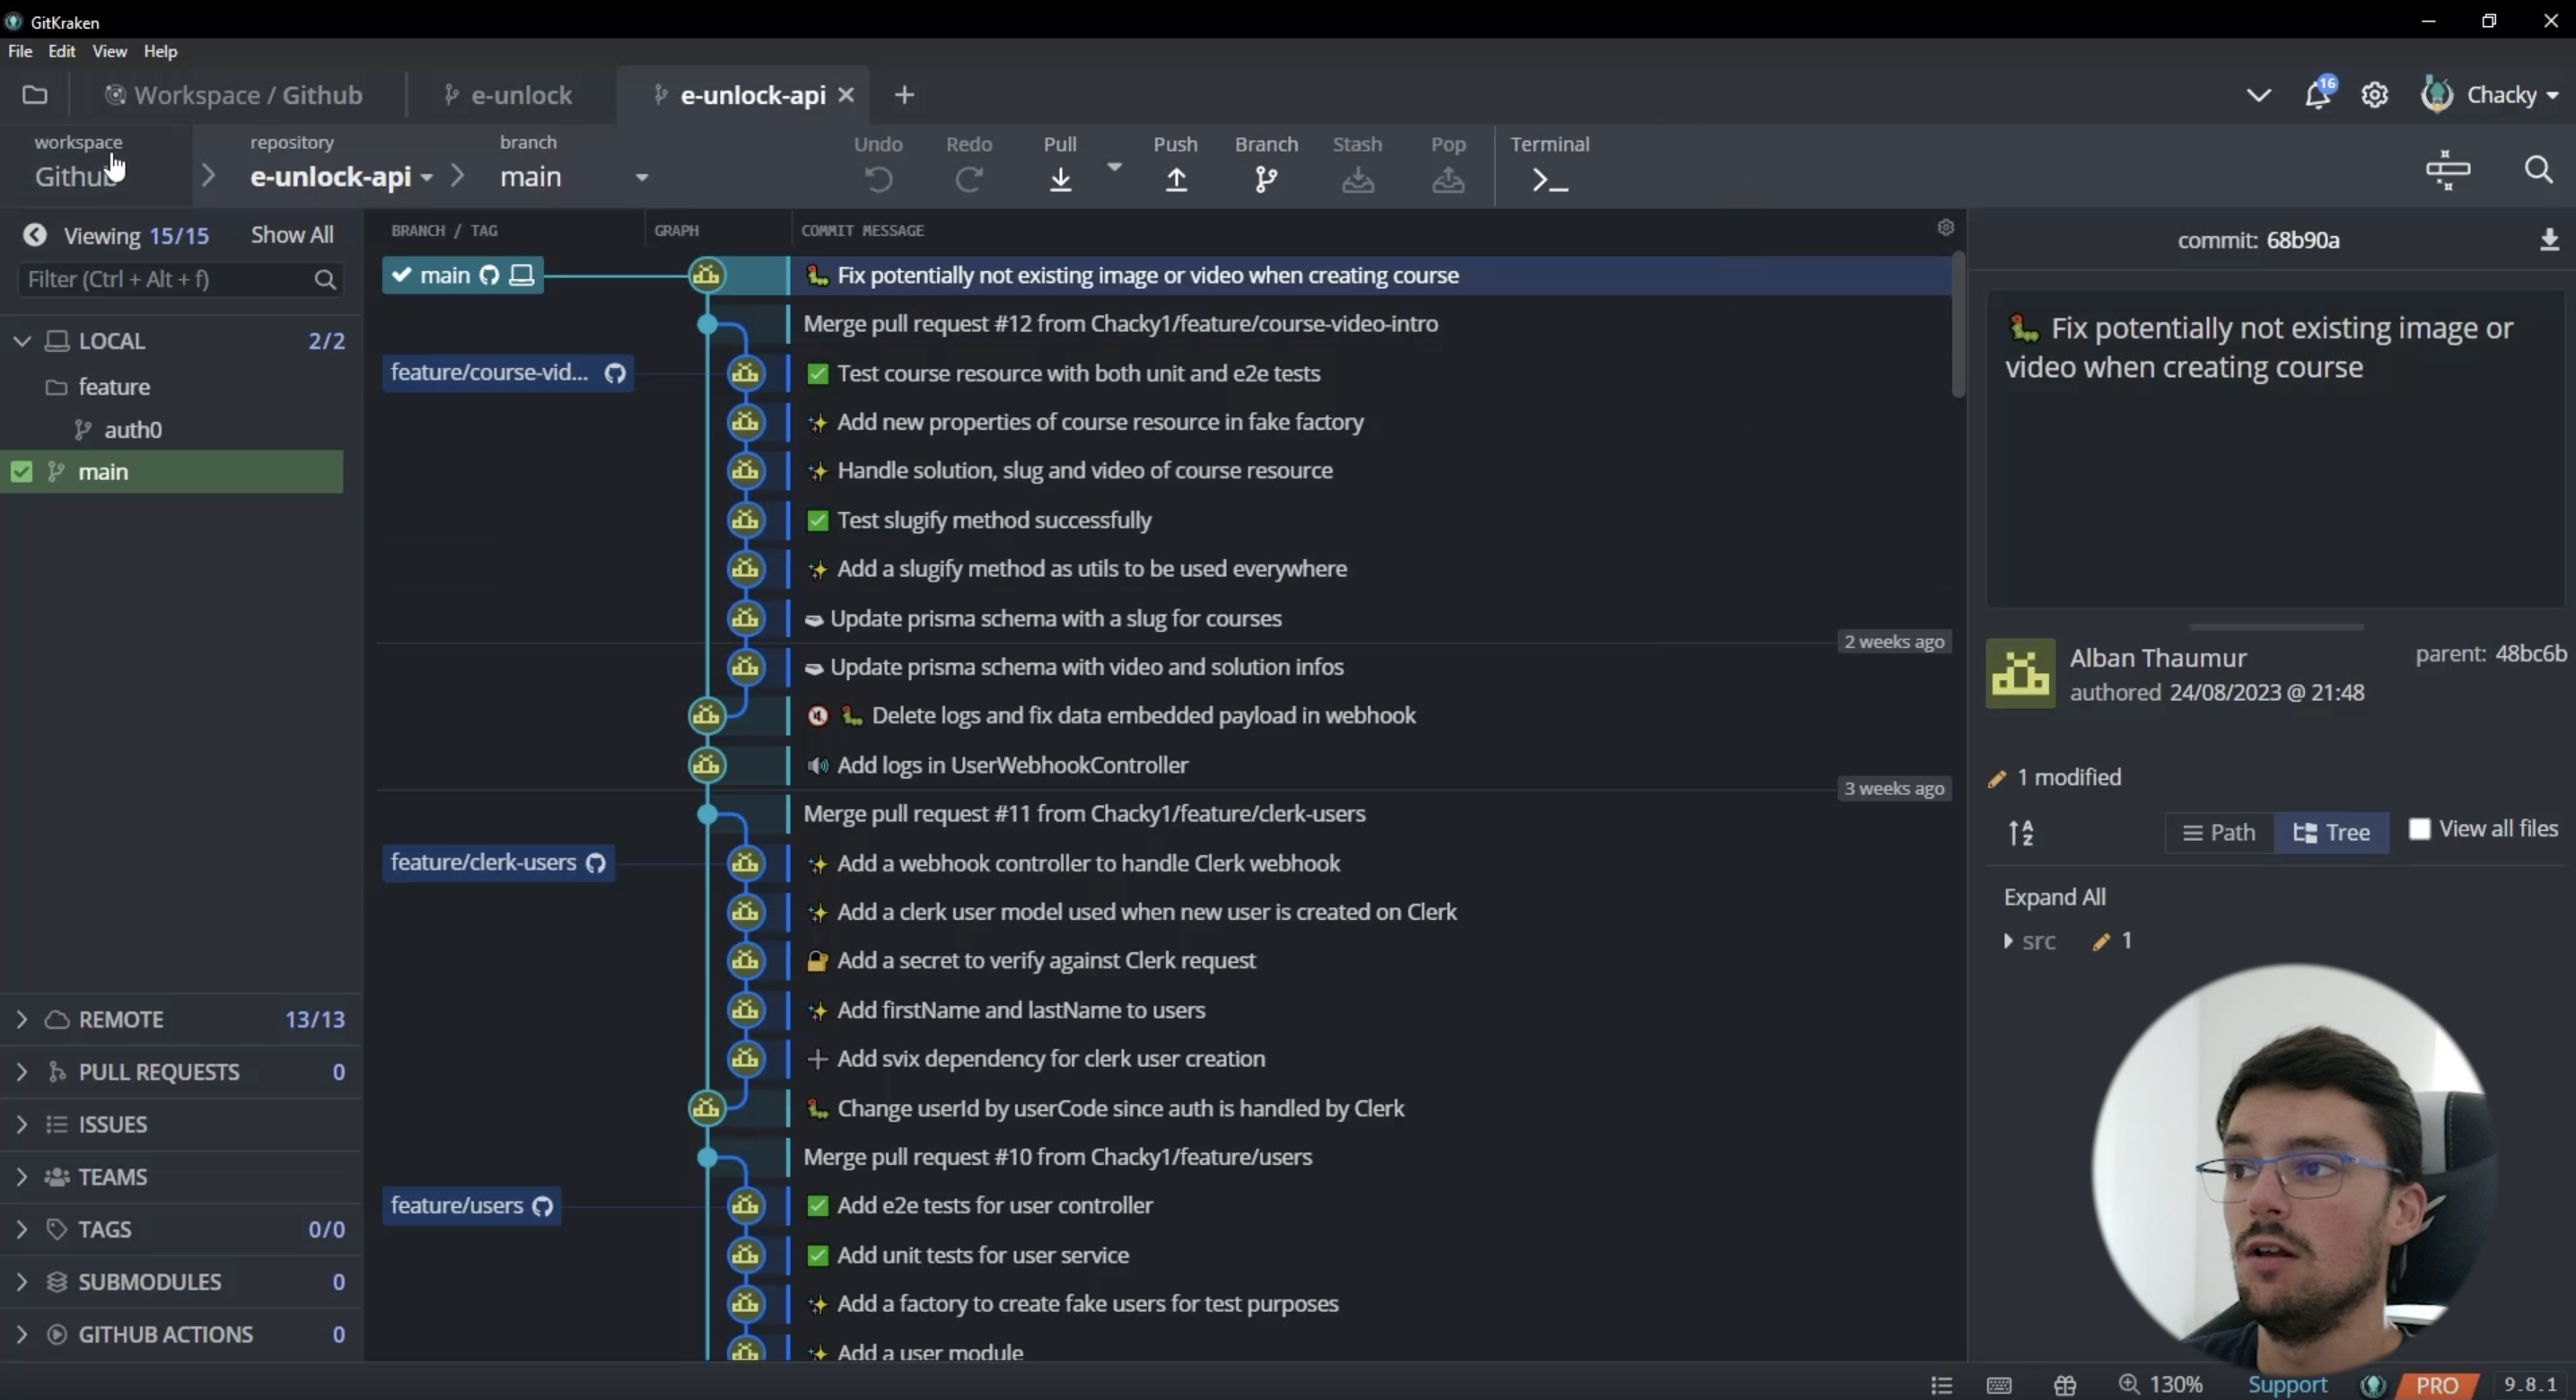 GitKraken
File Edit View Help
Workspace / Github
e-unlock
e-unlock-api
16
Chacky
workspace
Github
repository
e-unlock-api
branch
main
Undo
Redo
Pull
Push
Branch
Stash
Pop
Terminal
Viewing 15/15 Show All
Filter (Ctrl + Alt + f)
LOCAL 2/2
feature
auth0
main
REMOTE 13/13
PULL REQUESTS 0
ISSUES
TEAMS
TAGS 0/0
SUBMODULES 0
GITHUB ACTIONS 0
BRANCH / TAG GRAPH COMMIT MESSAGE
main Fix potentially not existing image or video when creating course
Merge pull request #12 from Chacky1/feature/course-video-intro
feature/course-vid... Test course resource with both unit and e2e tests
Add new properties of course resource in fake factory
Handle solution, slug and video of course resource
Test slugify method successfully
Add a slugify method as utils to be used everywhere
Update prisma schema with a slug for courses
2 weeks ago
Update prisma schema with video and solution infos
Delete logs and fix data embedded payload in webhook
Add logs in UserWebhookController
3 weeks ago
Merge pull request #11 from Chacky1/feature/clerk-users
feature/clerk-users Add a webhook controller to handle Clerk webhook
Add a clerk user model used when new user is created on Clerk
Add a secret to verify against Clerk request
Add firstName and lastName to users
Add svix dependency for clerk user creation
Change userId by userCode since auth is handled by Clerk
Merge pull request #10 from Chacky1/feature/users
feature/users Add e2e tests for user controller
Add unit tests for user service
Add a factory to create fake users for test purposes
Add a user module
commit: 68b90a
Fix potentially not existing image or
video when creating course
Alban Thaumur parent: 48bc6b
authored 24/08/2023 @ 21:48
1 modified
Path Tree View all files
Expand All
src 1
130% Support PRO 9.8.1